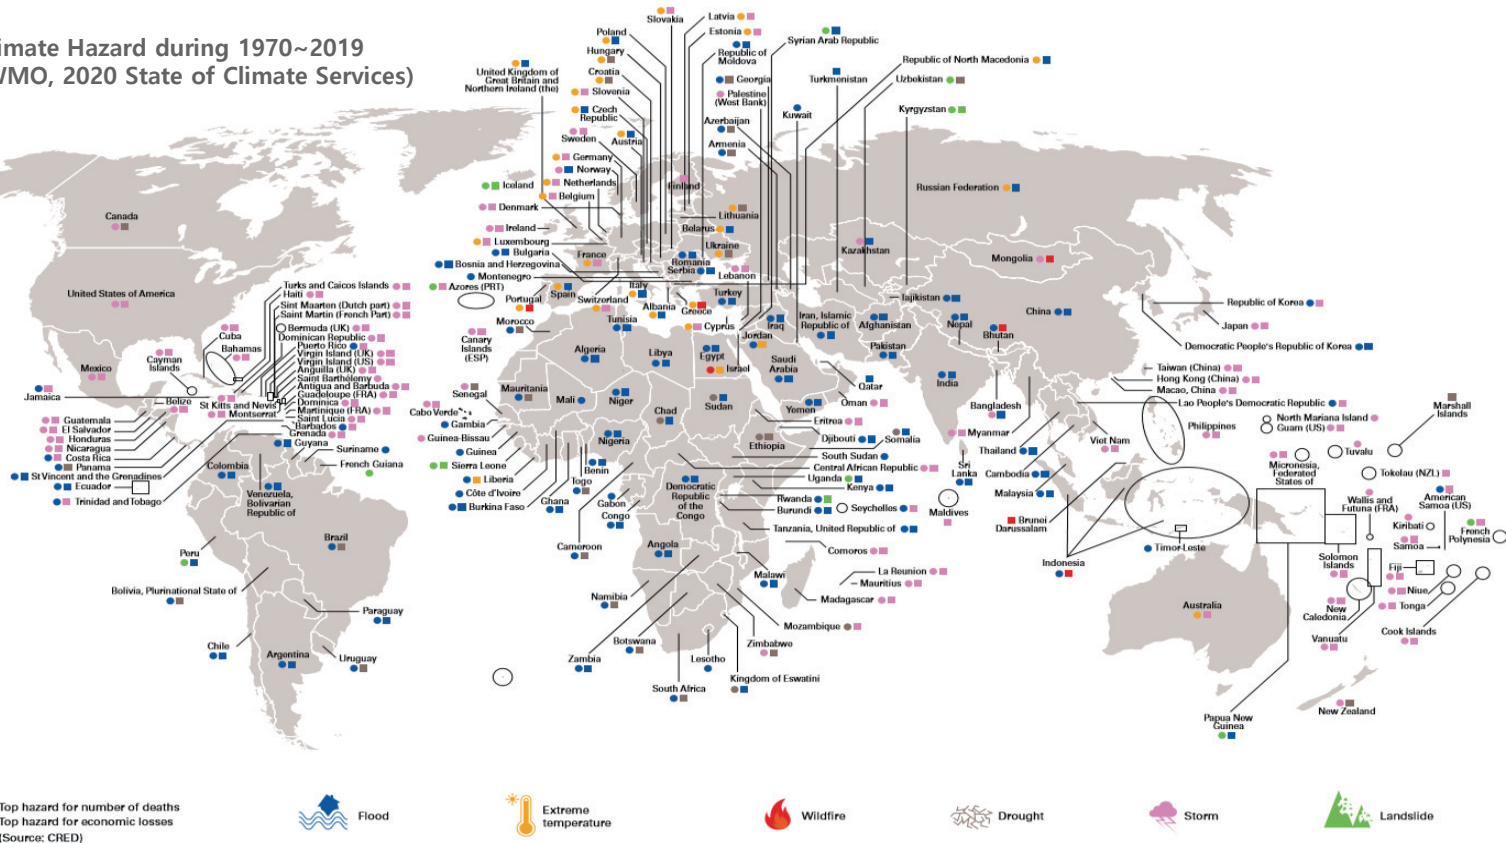 imate Hazard during 1970~2019
WMO, 2020 State of Climate Services)
Slovakia
Latvia
Estonia
Poland
Hungary
Croatia
Slovenia
Czech
Republic
Sweden
Austria
Germany
Norway
Netherlands
Belgium
Denmark
Iceland
Ireland
Luxembourg
Bulgaria
Bosnia and Herzegovina
Montenegro
Azores (PRT)
United Kingdom of
Great Britain and
Northern Ireland (the)
Republic of
Moldova
Georgia
Palestine
(West Bank)
Azerbaijan
Armenia
Syrian Arab Republic
Turkmenistan
Kuwait
Republic of North Macedonia
Uzbekistan
Kyrgyzstan
Finland
Lithuania
Belarus
Ukraine
Romania
Serbia
Lebanon
France
Portugal
Spain
Switzerland
Italy
Albania
Greece
Turkey
Cyprus
Morocco
Tunisia
Canary
Islands
(ESP)
Russian Federation
Kazakhstan
Mongolia
Tajikistan
China
Republic of Korea
Japan
Democratic People's Republic of Korea
Canada
United States of America
Mexico
Turks and Caicos Islands
Haiti
Sint Maarten (Dutch part)
Saint Martin (French Part)
Bermuda (UK)
Dominican Republic
Puerto Rico
Virgin Island (UK)
Virgin Island (US)
Anguilla (UK)
Saint Barthélemy
Antigua and Barbuda
Guadeloupe (FRA)
Dominica
Martinique (FRA)
Saint Lucia
Barbados
Grenada
Guyana
Suriname
French Guiana
Cuba
Bahamas
Cayman
Islands
Jamaica
Belize
St Kitts and Nevis
Montserrat
Guatemala
El Salvador
Honduras
Nicaragua
Costa Rica
Panama
St Vincent and the Grenadines
Ecuador
Trinidad and Tobago
Colombia
Venezuela,
Bolivarian
Republic of
Peru
Brazil
Bolivia, Plurinational State of
Paraguay
Chile
Argentina
Uruguay
Algeria
Libya
Egypt
Israel
Jordan
Iraq
Iran, Islamic
Republic of
Afghanistan
Pakistan
Nepal
Bhutan
India
Saudi
Arabia
Qatar
Oman
Yemen
Mauritania
Mali
Niger
Chad
Sudan
Eritrea
Djibouti
Somalia
Ethiopia
South Sudan
Central African Republic
Uganda
Kenya
Rwanda
Burundi
Seychelles
Tanzania, United Republic of
Comoros
La Reunion
Mauritius
Madagascar
Malawi
Mozambique
Zimbabwe
Kingdom of Eswatini
Lesotho
South Africa
Botswana
Namibia
Zambia
Angola
Democratic
Republic
of the
Congo
Gabon
Congo
Cameroon
Nigeria
Benin
Togo
Ghana
Senegal
Cabo Verde
Gambia
Guinea-Bissau
Guinea
Sierra Leone
Liberia
Côte d'Ivoire
Burkina Faso
Bangladesh
Myanmar
Sri
Lanka
Maldives
Thailand
Cambodia
Malaysia
Viet Nam
Brunei
Darussalam
Indonesia
Timor-Leste
Taiwan (China)
Hong Kong (China)
Macao, China
Lao People's Democratic Republic
Philippines
North Mariana Island
Guam (US)
Marshall
Islands
Tuvalu
Micronesia,
Federated
States of
Tokelau (NZL)
Wallis and
Futuna (FRA)
American
Samoa (US)
Kiribati
Samoa
French
Polynesia
Solomon
Islands
Fiji
Niue
Tonga
New
Caledonia
Vanuatu
Cook Islands
Australia
New Zealand
Papua New
Guinea
Top hazard for number of deaths
Top hazard for economic losses
(Source: CRED)
Flood
Extreme
temperature
Wildfire
Drought
Storm
Landslide